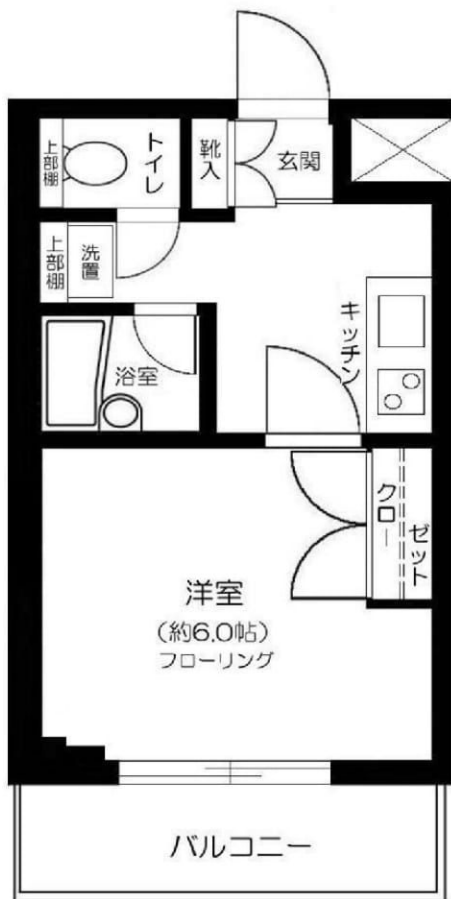 上部棚
トイレ
靴入
玄関
上部棚
洗置
キッチン
浴室
クロー
ゼット
洋室
(約6.0帖)
フローリング
バルコニー